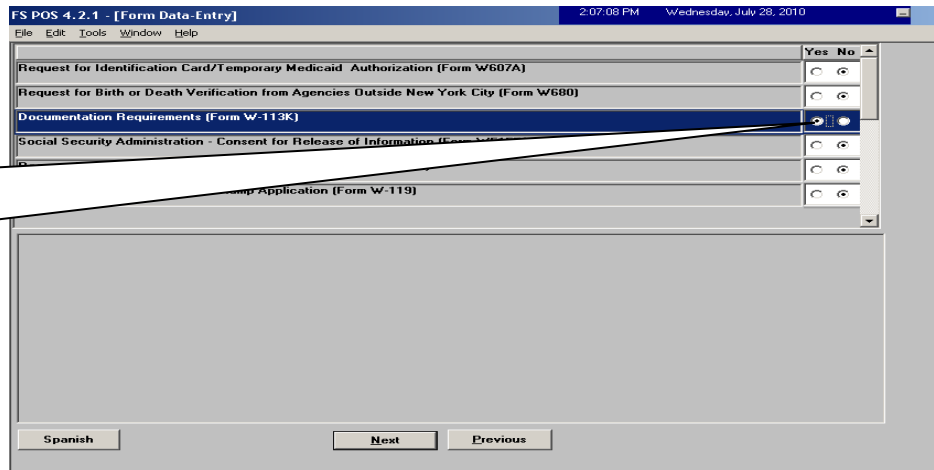 FS POS 4.2.1 - [Form Data-Entry] 2:07:08 PM Wednesday, July 28, 2010
File Edit Tools Window Help
Yes No
Request for Identification Card/Temporary Medicaid Authorization (Form W607A)
Request for Birth or Death Verification from Agencies Outside New York City (Form W680)
Documentation Requirements (Form W-113K)
Social Security Administration - Consent for Release of Information
Application (Form W-119)
Spanish Next Previous